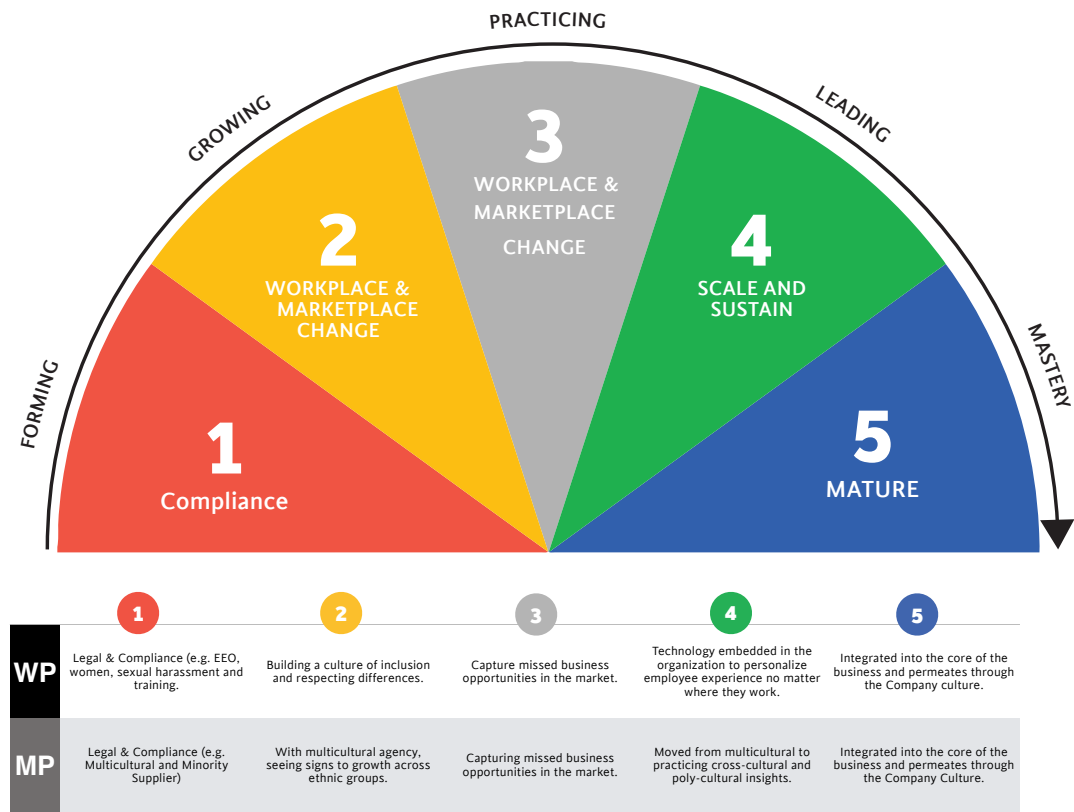 PRACTICING
GROWING
LEADING
FORMING
MASTERY
1
Compliance
2
WORKPLACE &
MARKETPLACE
CHANGE
3
WORKPLACE &
MARKETPLACE
CHANGE
4
SCALE AND
SUSTAIN
5
MATURE
1
2
3
4
5
WP
Legal & Compliance (e.g. EEO,
women, sexual harassment and
training.
Building a culture of inclusion
and respecting differences.
Capture missed business
opportunities in the market.
Technology embedded in the
organization to personalize
employee experience no matter
where they work.
Integrated into the core of the
business and permeates through
the Company culture.
MP
Legal & Compliance (e.g.
Multicultural and Minority
Supplier)
With multicultural agency,
seeing signs to growth across
ethnic groups.
Capturing missed business
opportunities in the market.
Moved from multicultural to
practicing cross-cultural and
poly-cultural insights.
Integrated into the core of the
business and permeates through
the Company Culture.